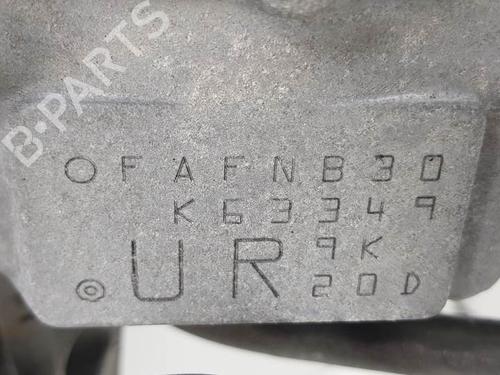 B-PARTS
OFAFNB30
K63349
UR 9K
◎ 20D